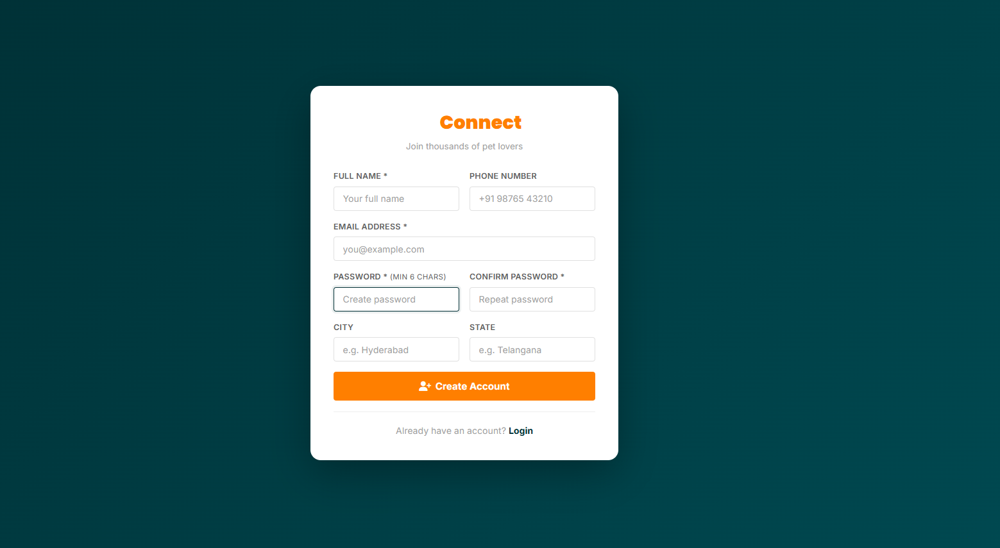 Connect
Join thousands of pet lovers
FULL NAME * PHONE NUMBER
Your full name +91 98765 43210
EMAIL ADDRESS *
you@example.com
PASSWORD * (MIN 6 CHARS) CONFIRM PASSWORD *
Create password Repeat password
CITY STATE
e.g. Hyderabad e.g. Telangana
Create Account
Already have an account? Login